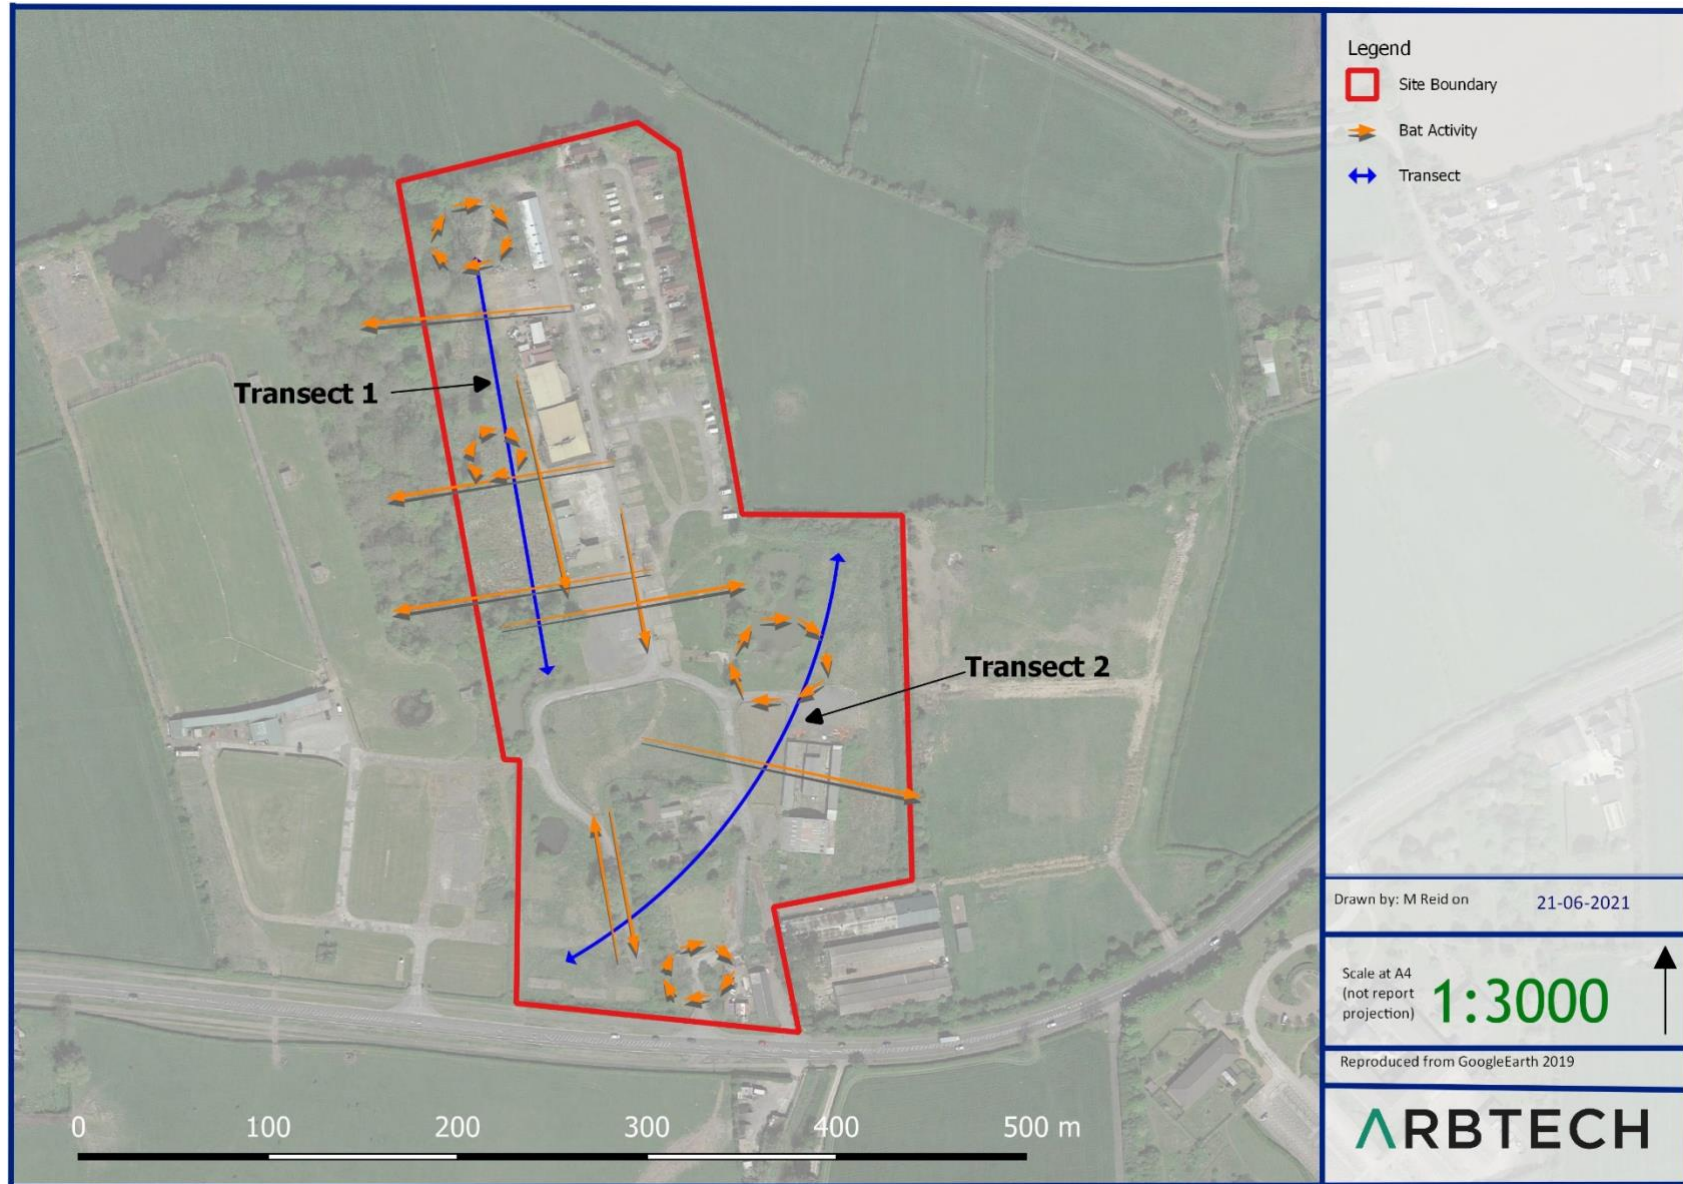 Legend
Site Boundary
Bat Activity
Transect
Transect 1
Transect 2
0 100 200 300 400 500 m
Drawn by: M Reid on 21-06-2021
Scale at A4
(not report
projection)
1:3000
Reproduced from GoogleEarth 2019
ARBTECH